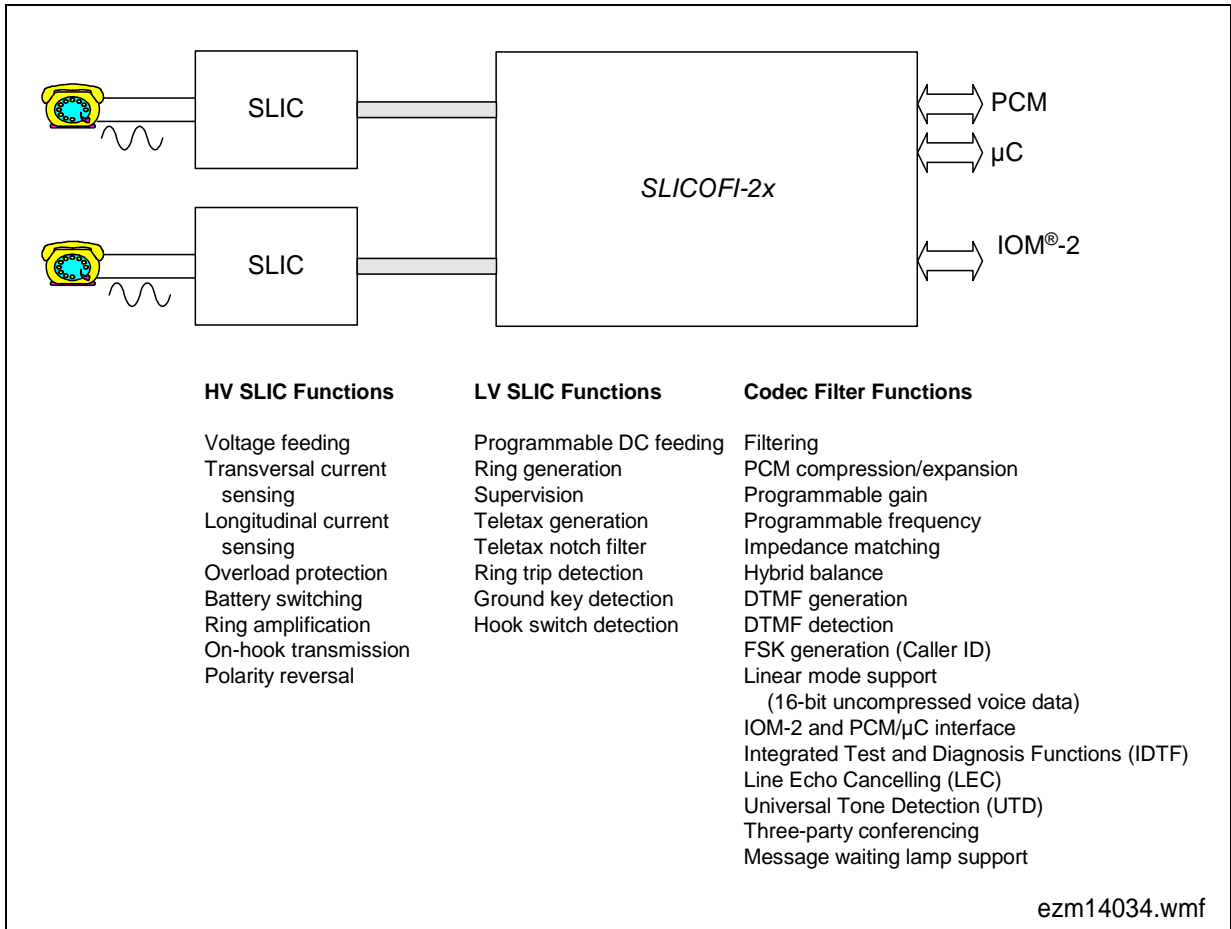 SLIC
PCM
µC
SLICOFI-2x
SLIC
IOM®-2
HV SLIC Functions
Voltage feeding
Transversal current
sensing
Longitudinal current
sensing
Overload protection
Battery switching
Ring amplification
On-hook transmission
Polarity reversal
LV SLIC Functions
Programmable DC feeding
Ring generation
Supervision
Teletax generation
Teletax notch filter
Ring trip detection
Ground key detection
Hook switch detection
Codec Filter Functions
Filtering
PCM compression/expansion
Programmable gain
Programmable frequency
Impedance matching
Hybrid balance
DTMF generation
DTMF detection
FSK generation (Caller ID)
Linear mode support
(16-bit uncompressed voice data)
IOM-2 and PCM/µC interface
Integrated Test and Diagnosis Functions (IDTF)
Line Echo Cancelling (LEC)
Universal Tone Detection (UTD)
Three-party conferencing
Message waiting lamp support
ezm14034.wmf